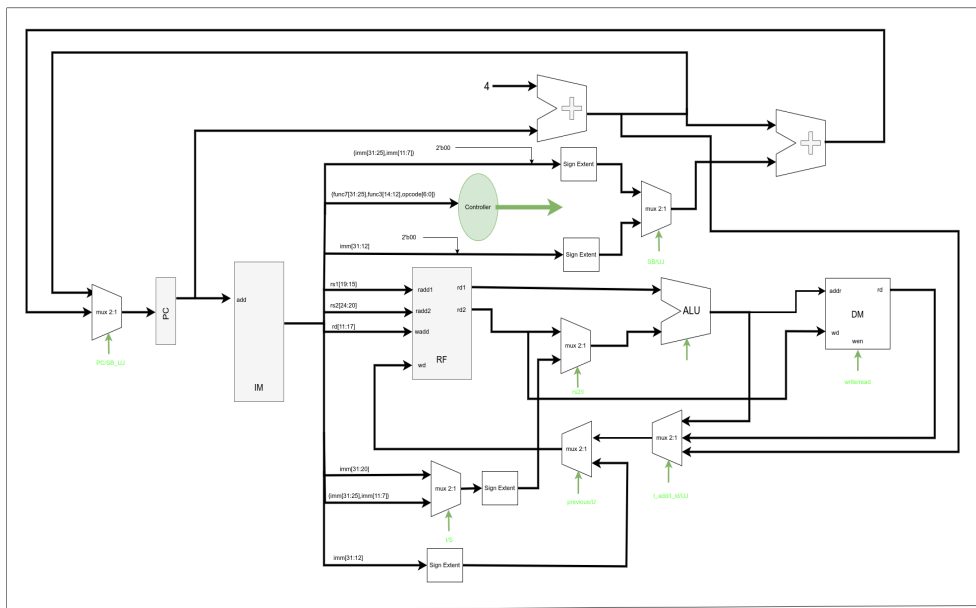 4
2'b00
{imm[31:25],imm[11:7]}
Sign Extent
{func7[31:25],func3[14:12],opcode[6:0]}
Controller
mux 2:1
2'b00
imm[31:12]
Sign Extent
SB/UJ
rs1[19:15]
radd1
rd1
add
rs2[24:20]
radd2
rd2
ALU
addr
rd
DM
mux 2:1
PC
rd[11:17]
wadd
wd
wen
RF
mux 2:1
wd
PC/SB_UJ
IM
rs2/I
write/read
mux 2:1
mux 2:1
imm[31:20]
mux 2:1
Sign Extent
{imm[31:25],imm[11:7]}
previous/U
I_add/I_ld/UJ
I/S
imm[31:12]
Sign Extent